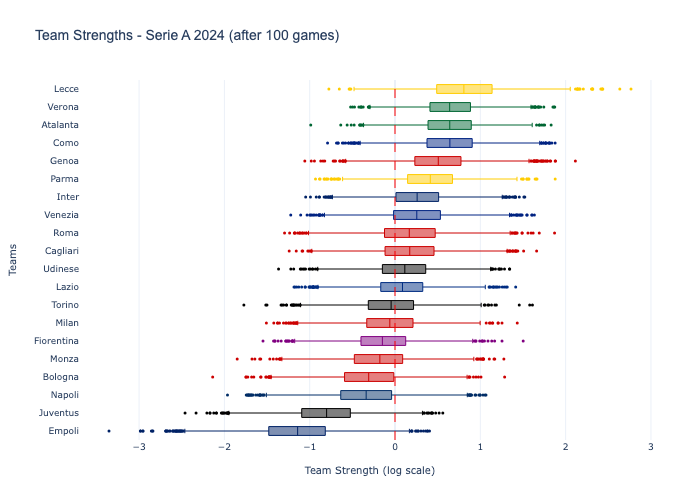 Team Strengths - Serie A 2024 (after 100 games)
Lecce
Verona
Atalanta
Como
Genoa
Parma
Inter
Venezia
Roma
Cagliari
Udinese
Lazio
Torino
Milan
Fiorentina
Monza
Bologna
Napoli
Juventus
Empoli
Teams
−3 −2 −1 0 1 2 3
Team Strength (log scale)